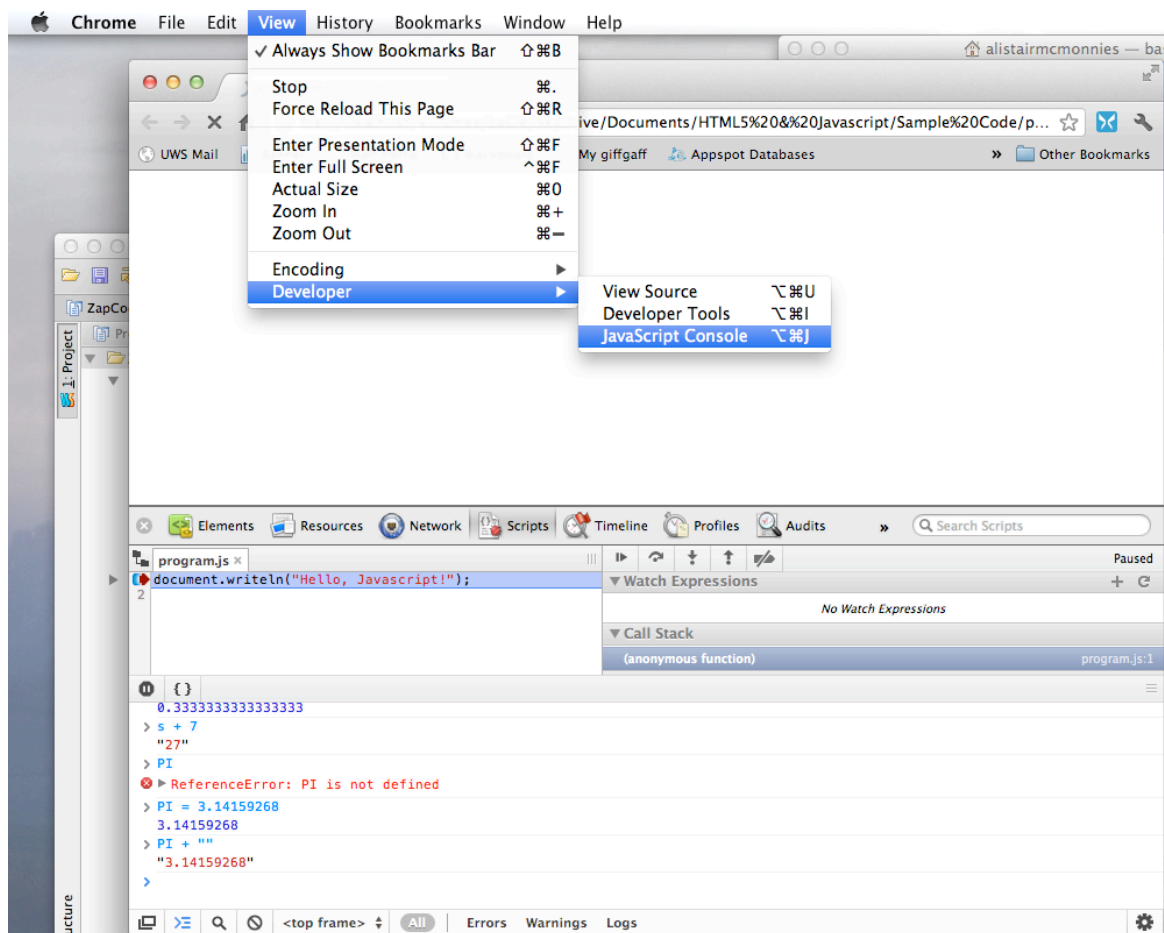 Chrome File Edit View History Bookmarks Window Help
✓ Always Show Bookmarks Bar ⇧⌘B
Stop ⌘.
Force Reload This Page ⇧⌘R
Enter Presentation Mode ⇧⌘F
Enter Full Screen ^⌘F
Actual Size ⌘0
Zoom In ⌘+
Zoom Out ⌘−
Encoding ▶
Developer ▶
View Source ⌥⌘U
Developer Tools ⌥⌘I
JavaScript Console ⌥⌘J
alistairmcmonnies — ba
ive/Documents/HTML5%20&%20Javascript/Sample%20Code/p...
UWS Mail
My giffgaff
Appspot Databases
» Other Bookmarks
ZapCo
Pr
1: Project
ucture
Elements Resources Network Scripts Timeline Profiles Audits » Search Scripts
program.js ×
Paused
document.writeln("Hello, Javascript!");
2
Watch Expressions
No Watch Expressions
Call Stack
(anonymous function) program.js:1
{}
0.3333333333333333
> s + 7
"27"
> PI
ReferenceError: PI is not defined
> PI = 3.14159268
3.14159268
> PI + ""
"3.14159268"
>
<top frame> All Errors Warnings Logs